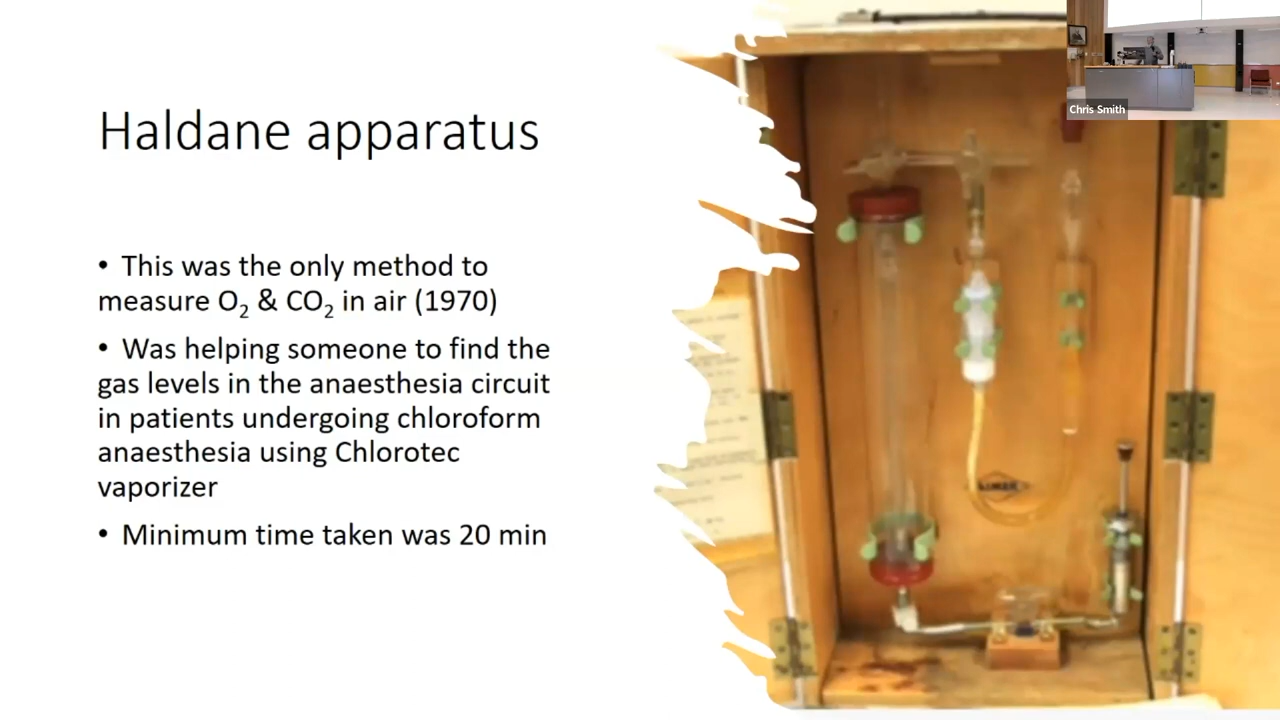 Chris Smith
Haldane apparatus
• This was the only method to
measure O₂ & CO₂ in air (1970)
• Was helping someone to find the
gas levels in the anaesthesia circuit
in patients undergoing chloroform
anaesthesia using Chlorotec
vaporizer
• Minimum time taken was 20 min